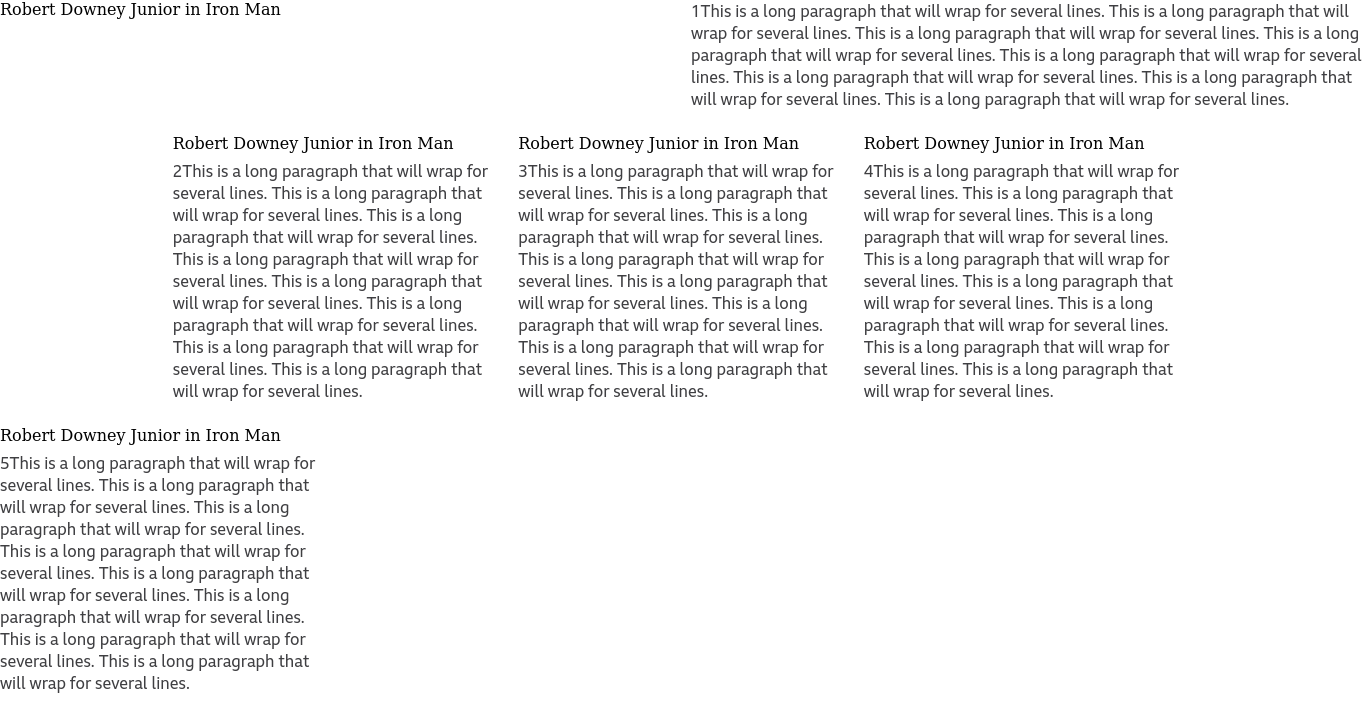 Robert Downey Junior in Iron Man
1This is a long paragraph that will wrap for several lines. This is a long paragraph that will
wrap for several lines. This is a long paragraph that will wrap for several lines. This is a long
paragraph that will wrap for several lines. This is a long paragraph that will wrap for several
lines. This is a long paragraph that will wrap for several lines. This is a long paragraph that
will wrap for several lines. This is a long paragraph that will wrap for several lines.
Robert Downey Junior in Iron Man
2This is a long paragraph that will wrap for
several lines. This is a long paragraph that
will wrap for several lines. This is a long
paragraph that will wrap for several lines.
This is a long paragraph that will wrap for
several lines. This is a long paragraph that
will wrap for several lines. This is a long
paragraph that will wrap for several lines.
This is a long paragraph that will wrap for
several lines. This is a long paragraph that
will wrap for several lines.
Robert Downey Junior in Iron Man
3This is a long paragraph that will wrap for
several lines. This is a long paragraph that
will wrap for several lines. This is a long
paragraph that will wrap for several lines.
This is a long paragraph that will wrap for
several lines. This is a long paragraph that
will wrap for several lines. This is a long
paragraph that will wrap for several lines.
This is a long paragraph that will wrap for
several lines. This is a long paragraph that
will wrap for several lines.
Robert Downey Junior in Iron Man
4This is a long paragraph that will wrap for
several lines. This is a long paragraph that
will wrap for several lines. This is a long
paragraph that will wrap for several lines.
This is a long paragraph that will wrap for
several lines. This is a long paragraph that
will wrap for several lines. This is a long
paragraph that will wrap for several lines.
This is a long paragraph that will wrap for
several lines. This is a long paragraph that
will wrap for several lines.
Robert Downey Junior in Iron Man
5This is a long paragraph that will wrap for
several lines. This is a long paragraph that
will wrap for several lines. This is a long
paragraph that will wrap for several lines.
This is a long paragraph that will wrap for
several lines. This is a long paragraph that
will wrap for several lines. This is a long
paragraph that will wrap for several lines.
This is a long paragraph that will wrap for
several lines. This is a long paragraph that
will wrap for several lines.